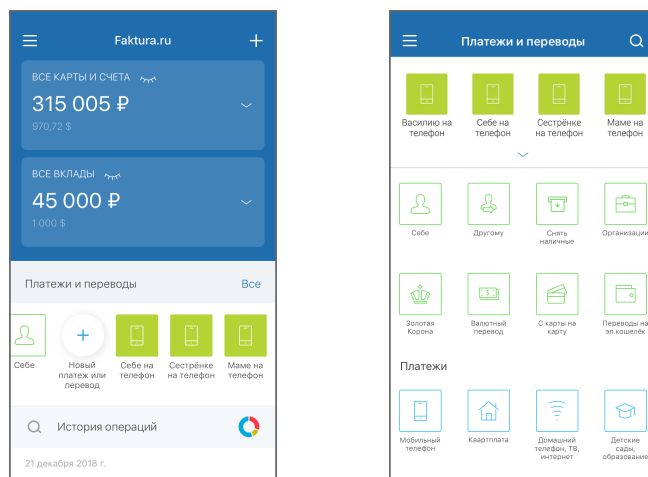 Faktura.ru
ВСЕ КАРТЫ И СЧЕТА
315 005 ₽
970,72 $
ВСЕ ВКЛАДЫ
45 000 ₽
1 000 $
Платежи и переводы
Все
Себе
Новый
платеж или
перевод
Себе на
телефон
Сестрёнке
на телефон
Маме на
телефон
История операций
21 декабря 2018 г.
Платежи и переводы
Василию на
телефон
Себе на
телефон
Сестрёнке
на телефон
Маме на
телефон
Себе
Другому
Снять
наличные
Организации
Золотая
Корона
Валютный
перевод
С карты на
карту
Переводы на
эл.кошелёк
Платежи
Мобильный
телефон
Квартплата
Домашний
телефон, ТВ,
интернет
Детские
сады,
образование